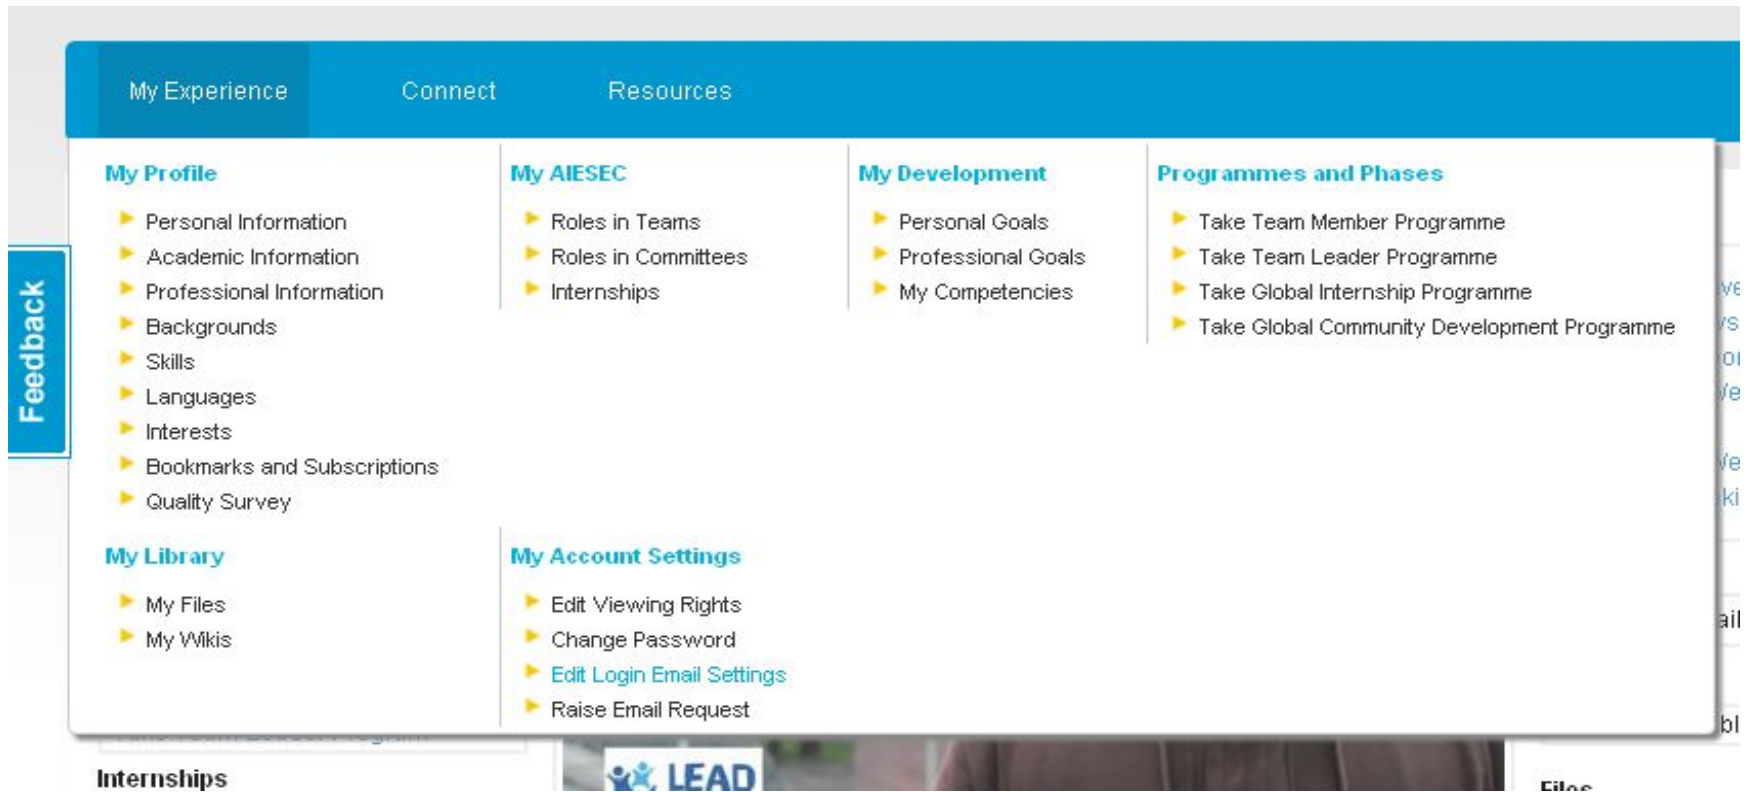 My Experience
Connect
Resources
Feedback
My Profile
Personal Information
Academic Information
Professional Information
Backgrounds
Skills
Languages
Interests
Bookmarks and Subscriptions
Quality Survey
My AIESEC
Roles in Teams
Roles in Committees
Internships
My Development
Personal Goals
Professional Goals
My Competencies
Programmes and Phases
Take Team Member Programme
Take Team Leader Programme
Take Global Internship Programme
Take Global Community Development Programme
My Library
My Files
My Wikis
My Account Settings
Edit Viewing Rights
Change Password
Edit Login Email Settings
Raise Email Request
Internships
LEAD
Files